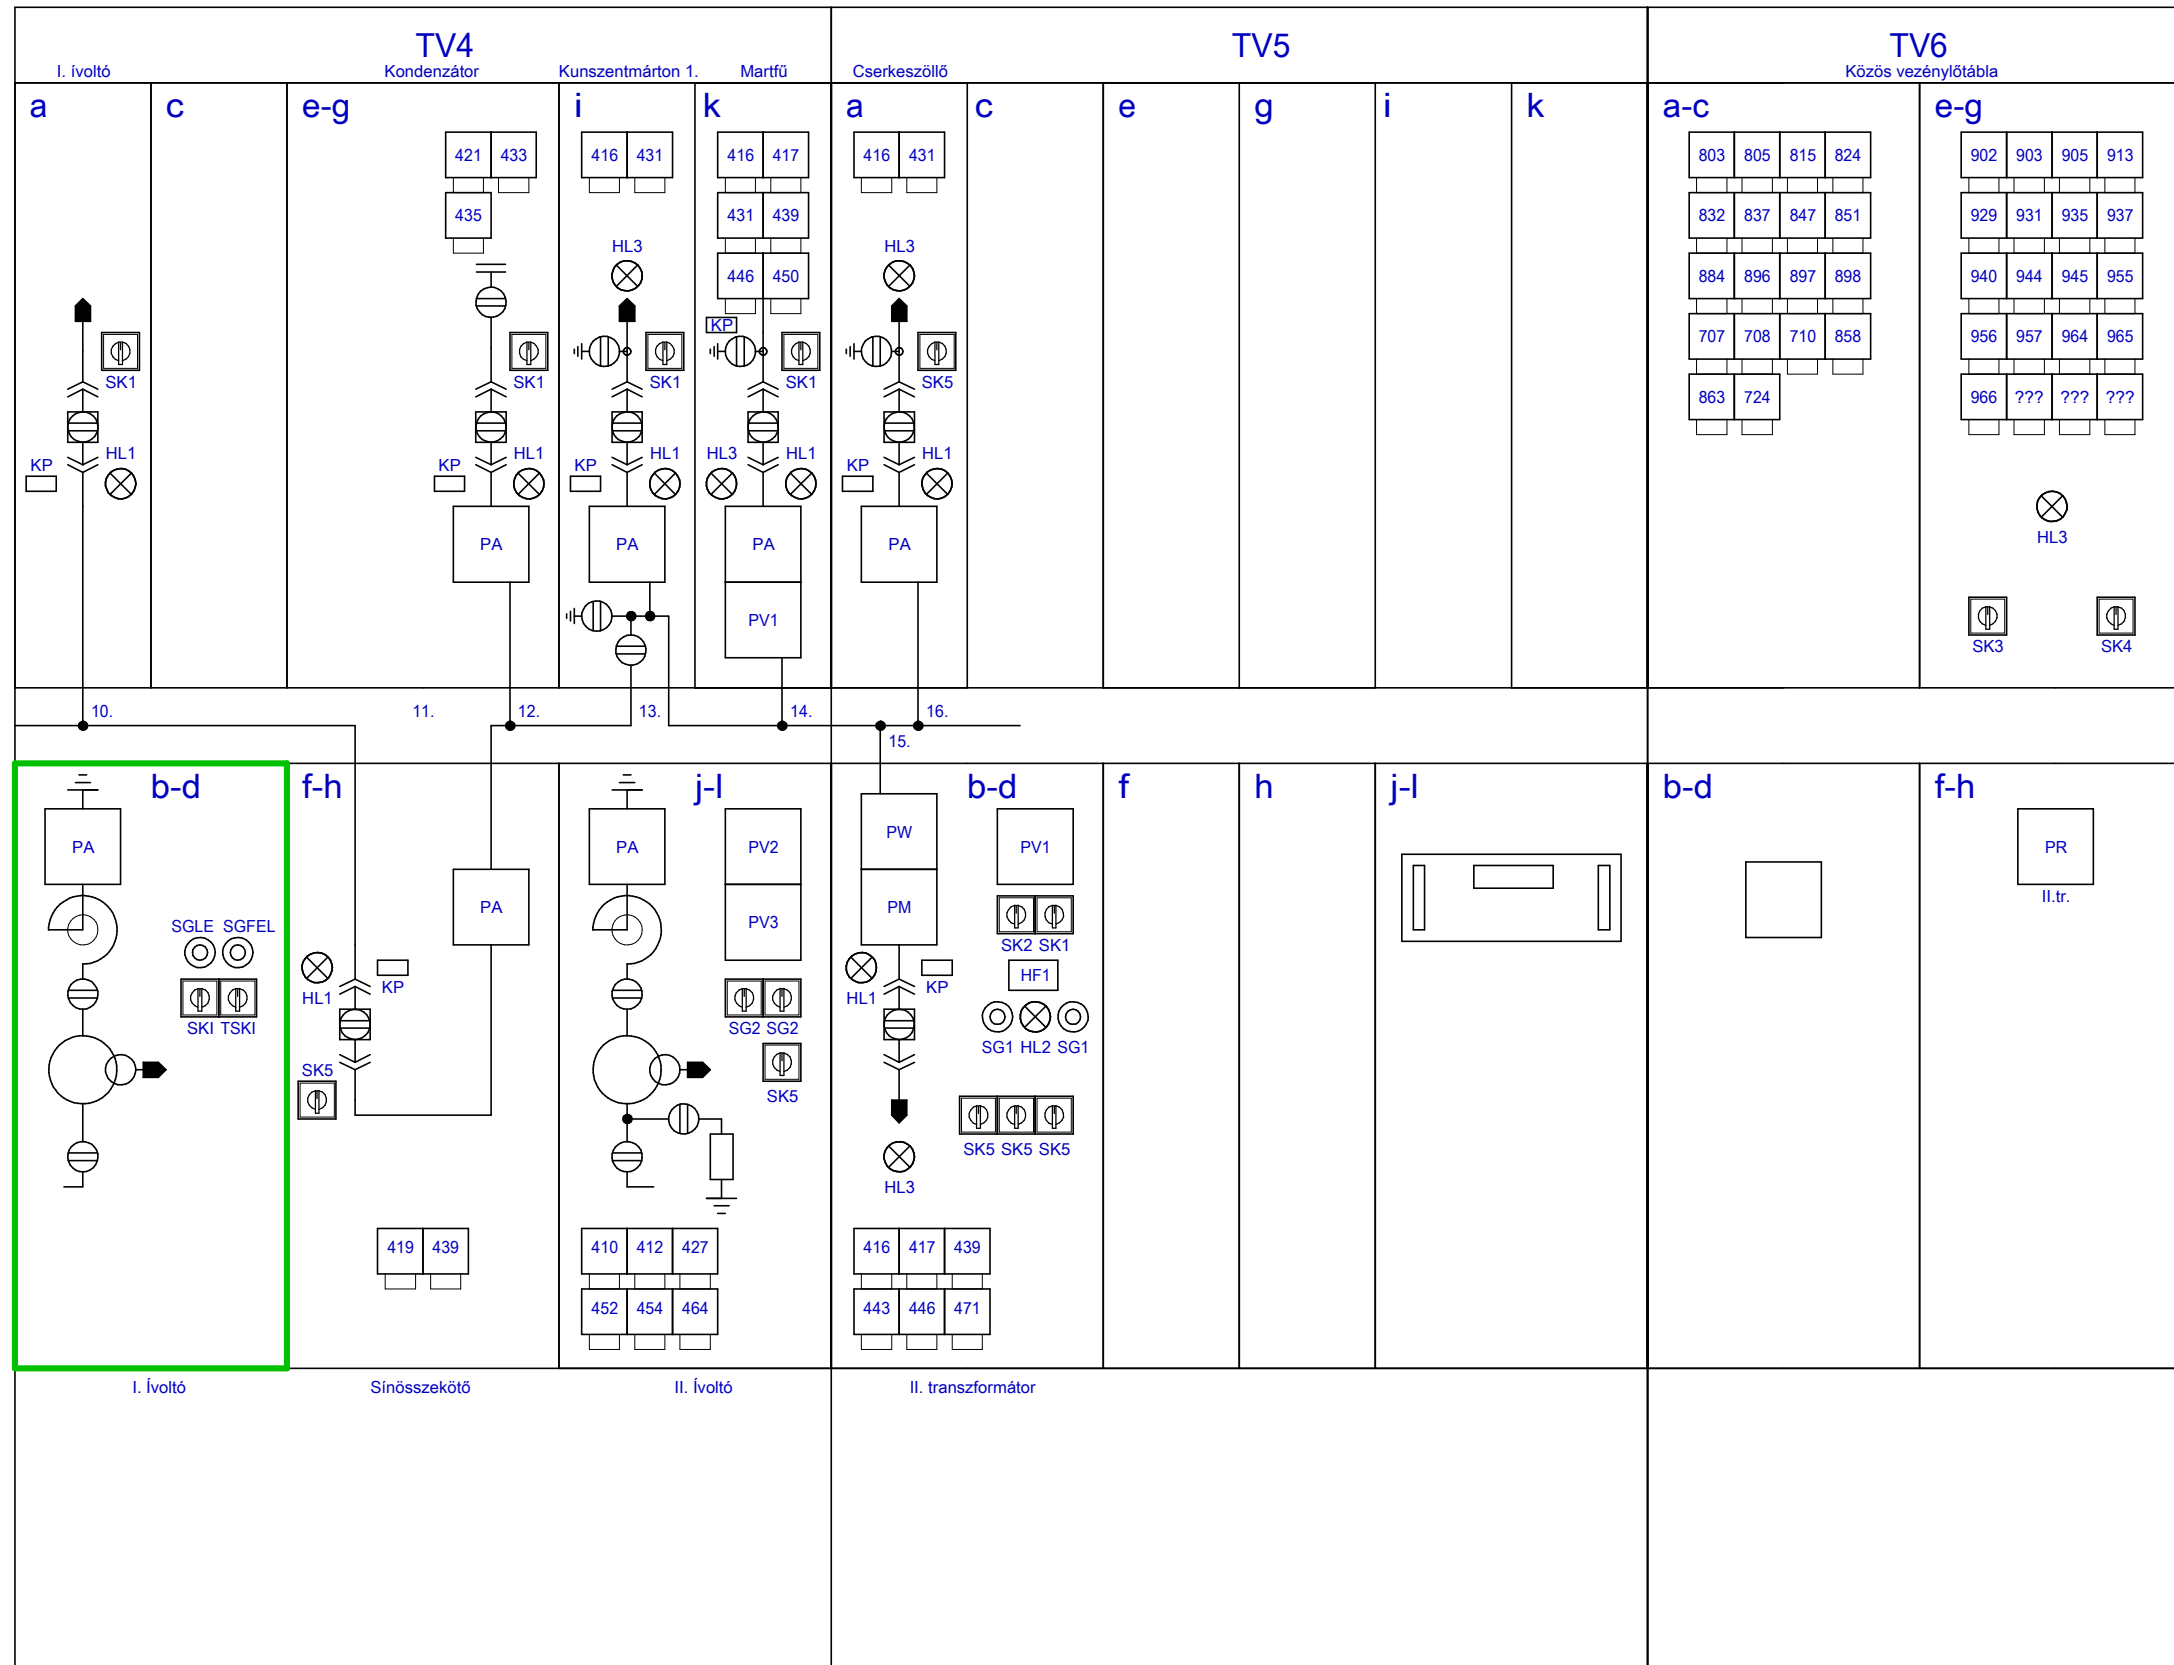 TV4 TV5 TV6
I. ívoltó Kondenzátor Kunszentmárton 1. Martfű Cserkeszöllő Közös vezénylőtábla
a c e-g i k a c e g i k a-c e-g
421 433 416 431 416 417 416 431 803 805 815 824 902 903 905 913
435 431 439 832 837 847 851 929 931 935 937
HL3 HL3
446 450 884 896 897 898 940 944 945 955
KP
707 708 710 858 956 957 964 965
SK1 SK1 SK1 SK1 SK5
863 724 966 ??? ??? ???
KP HL1 KP HL1 KP HL1 HL3 HL1 KP HL1
PA PA PA PA HL3
PV1
SK3 SK4
10. 11. 12. 13. 14. 16.
15.
b-d f-h j-l b-d f h j-l b-d f-h
PA PA PV2 PW PV1 PR
II.tr.
PA PV3 PM
SGLE SGFEL
SK2 SK1
HL1 KP HL1 KP HF1
SKI TSKI SG2 SG2
SG1 HL2 SG1
SK5 SK5
SK5 SK5 SK5
HL3
419 439 410 412 427 416 417 439
452 454 464 443 446 471
I. Ívoltó Sínösszekötő II. Ívoltó II. transzformátor